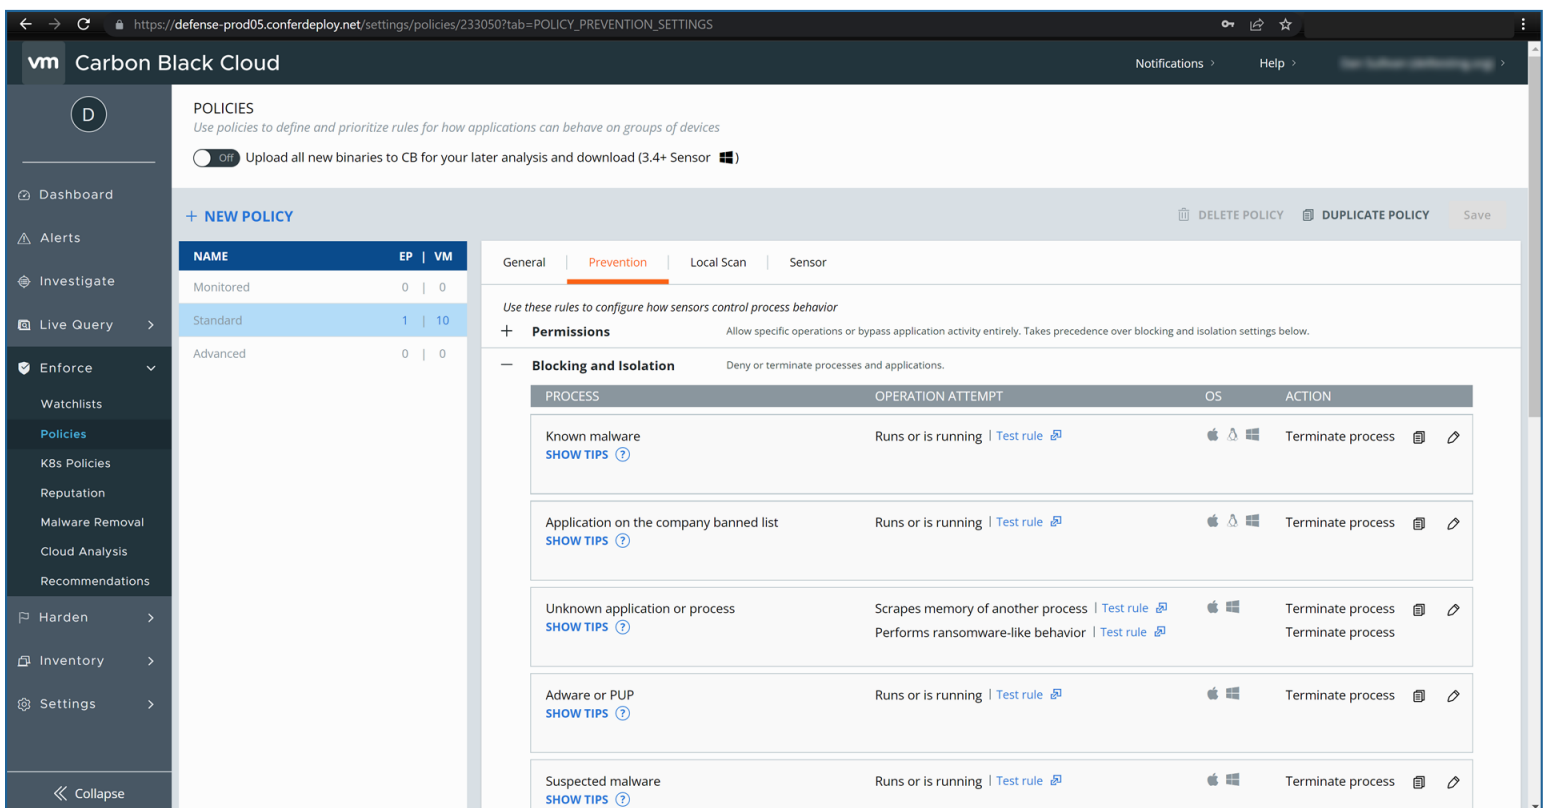 https://defense-prod05.conferdeploy.net/settings/policies/233050?tab=POLICY_PREVENTION_SETTINGS
vm Carbon Black Cloud
Notifications
Help
D
Dashboard
Alerts
Investigate
Live Query
Enforce
Watchlists
Policies
K8s Policies
Reputation
Malware Removal
Cloud Analysis
Recommendations
Harden
Inventory
Settings
Collapse
POLICIES
Use policies to define and prioritize rules for how applications can behave on groups of devices
Off Upload all new binaries to CB for your later analysis and download (3.4+ Sensor )
+ NEW POLICY
DELETE POLICY DUPLICATE POLICY Save
NAME EP | VM
Monitored 0 | 0
Standard 1 | 10
Advanced 0 | 0
General | Prevention | Local Scan | Sensor
Use these rules to configure how sensors control process behavior
+ Permissions Allow specific operations or bypass application activity entirely. Takes precedence over blocking and isolation settings below.
— Blocking and Isolation Deny or terminate processes and applications.
PROCESS OPERATION ATTEMPT OS ACTION
Known malware Runs or is running | Test rule Terminate process
SHOW TIPS ?
Application on the company banned list Runs or is running | Test rule Terminate process
SHOW TIPS ?
Unknown application or process Scrapes memory of another process | Test rule Terminate process
SHOW TIPS ? Performs ransomware-like behavior | Test rule Terminate process
Adware or PUP Runs or is running | Test rule Terminate process
SHOW TIPS ?
Suspected malware Runs or is running | Test rule Terminate process
SHOW TIPS ?